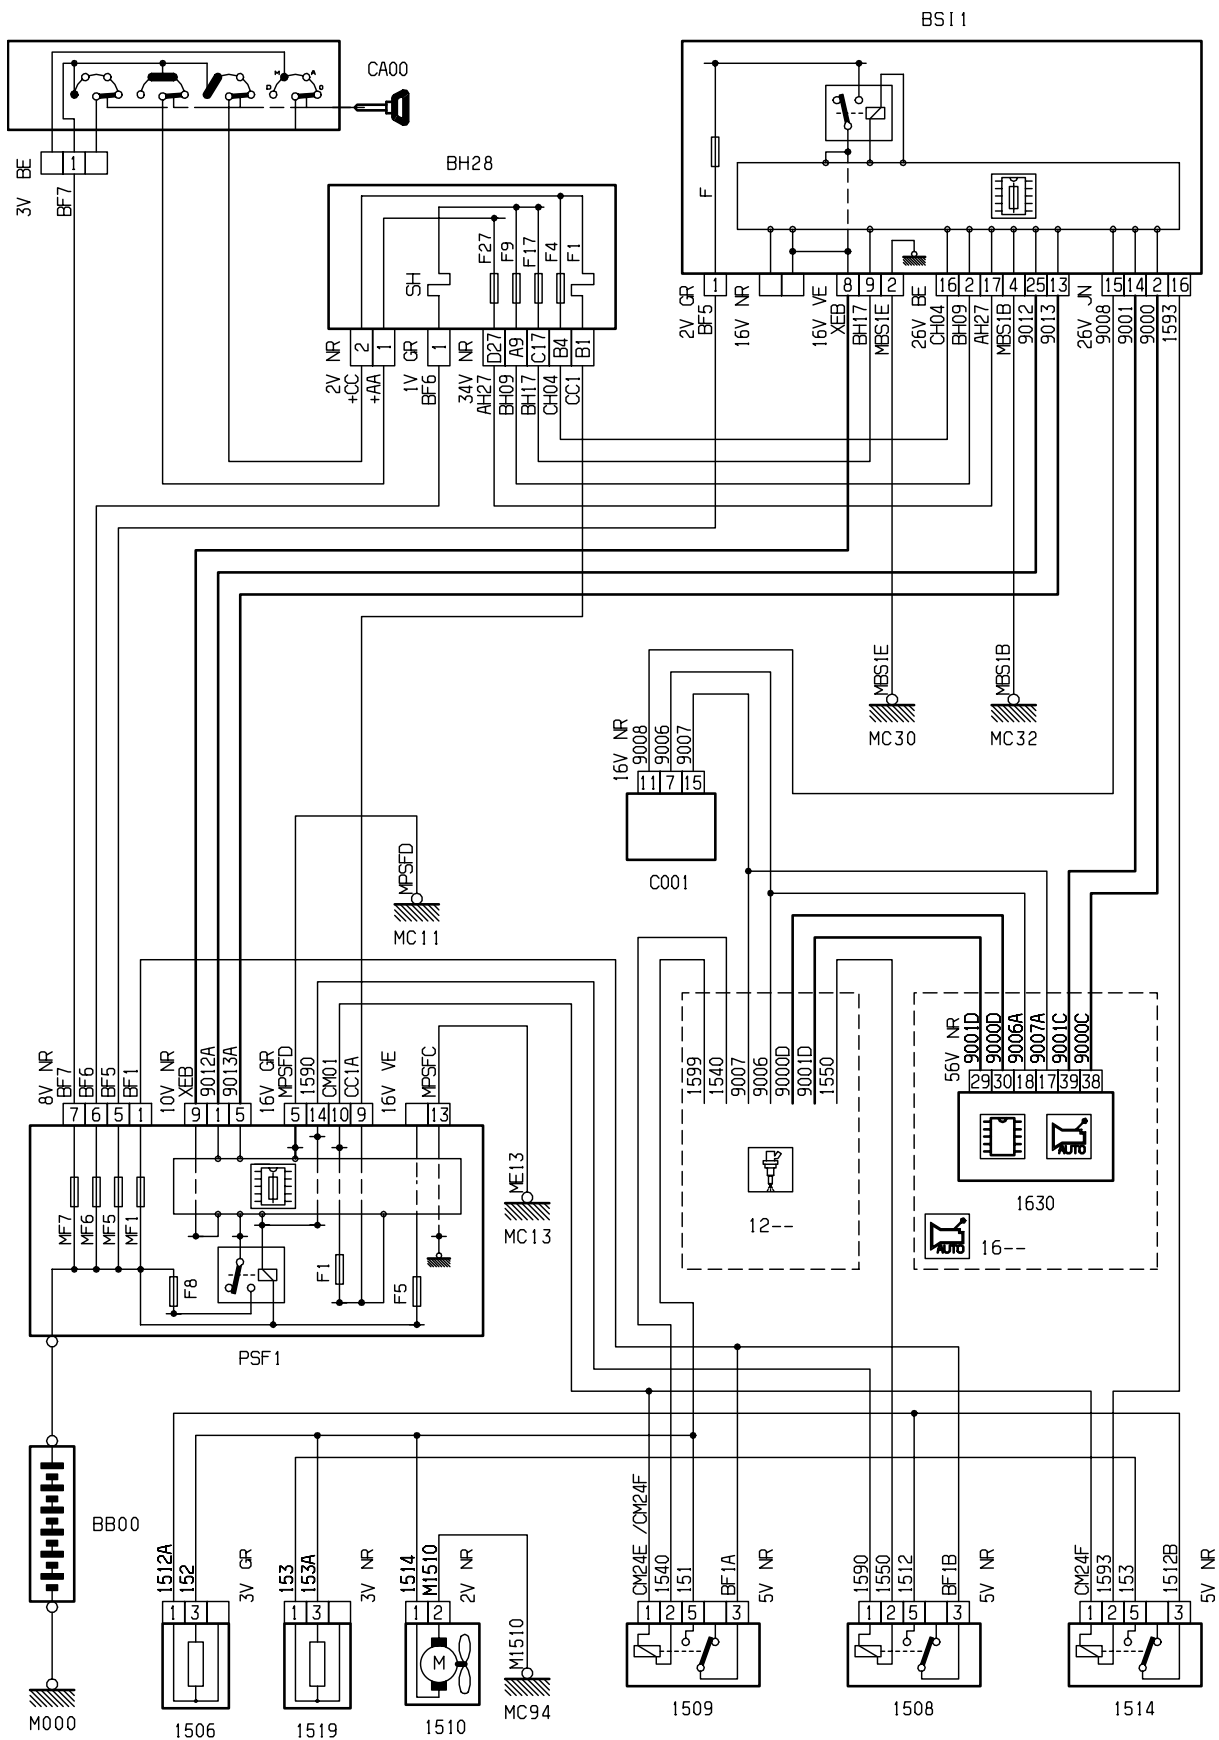 BSI1
CA00
M
A
D
O
3V BE
1
BF7
BH28
F27
F9
F17
F4
F1
SH
2V NR
2
1
+CC
+AA
1V GR
1
BF6
34V NR
D27
A9
C17
B4
B1
AH27
BH09
BH17
CH04
CC1
F
2V GR
1
BF5
16V NR
16V VE
8
9
2
XEB
BH17
MBS1E
26V BE
16
2
17
4
25
13
CH04
BH09
AH27
MBS1B
9012
9013
26V JN
15
14
2
16
9008
9001
9000
1593
MBS1E
MC30
MBS1B
MC32
16V NR
9008
9006
9007
11
7
15
C001
MPSFD
MC11
8V NR
BF7
BF6
BF5
BF1
7
6
5
1
10V NR
XEB
9012A
9013A
9
1
5
16V GR
MPSFD
1590
CM01
CC1A
5
14
10
9
16V VE
MPSFC
13
ME13
MC13
MF7
MF6
MF5
MF1
F8
F1
F5
PSF1
1599
1540
9007
9006
9000D
9001D
1550
12--
56V NR
9001D
9000D
9006A
9007A
9001C
9000C
29
30
18
17
39
38
AUTO
1630
AUTO
16--
BB00
M000
1512A
152
3V GR
1
3
1506
153
153A
3V NR
1
3
1519
1514
M1510
2V NR
1
2
M
1510
M1510
MC94
CM24E /CM24F
1540
151
BF1A
5V NR
1
2
5
3
1509
1590
1550
1512
BF1B
5V NR
1
2
5
3
1508
CM24F
1593
153
1512B
5V NR
1
2
5
3
1514